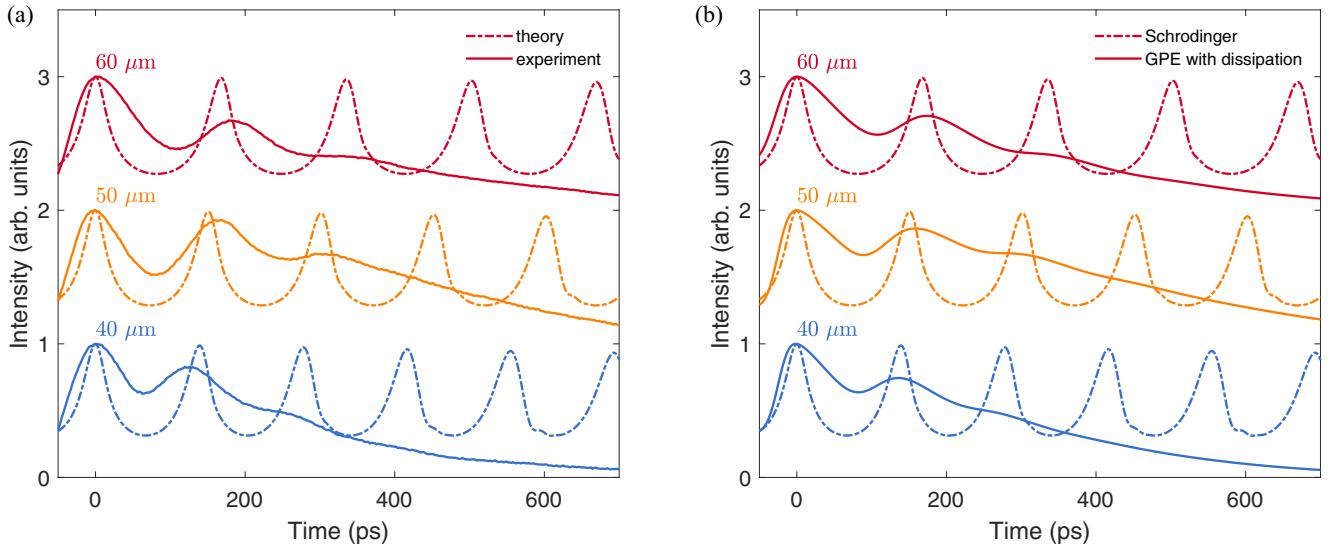 (a)
theory
experiment
60 μm
50 μm
40 μm
3
2
1
0
Intensity (arb. units)
0 200 400 600
Time (ps)
(b)
Schrodinger
GPE with dissipation
60 μm
50 μm
40 μm
3
2
1
0
Intensity (arb. units)
0 200 400 600
Time (ps)